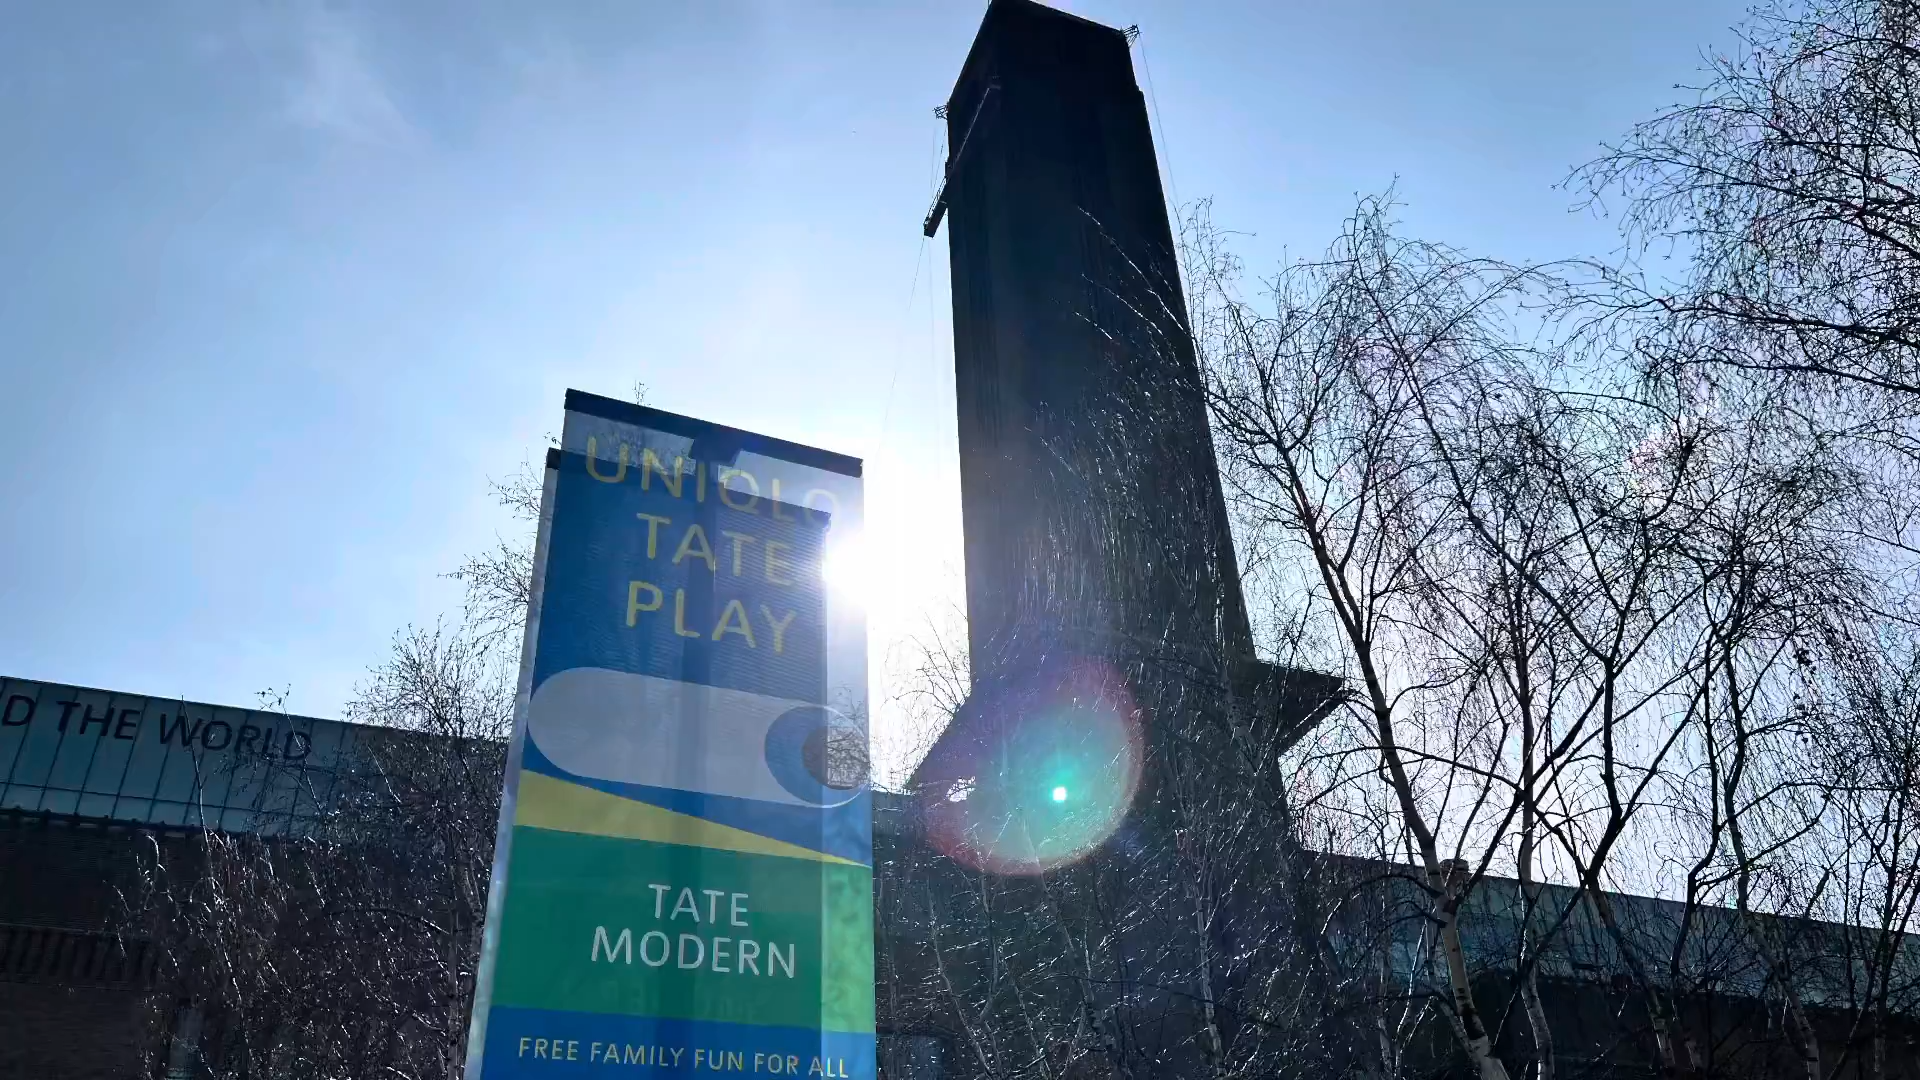 D THE WORLD
UNIQLO
TATE
PLAY
TATE
MODERN
FREE FAMILY FUN FOR ALL